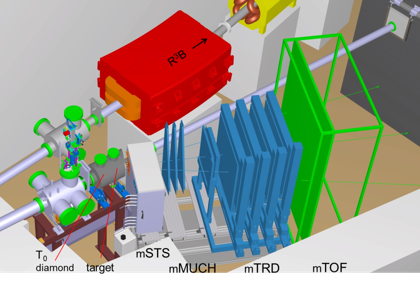 R³B
mSTS
T₀
diamond
target
mMUCH
mTRD
mTOF